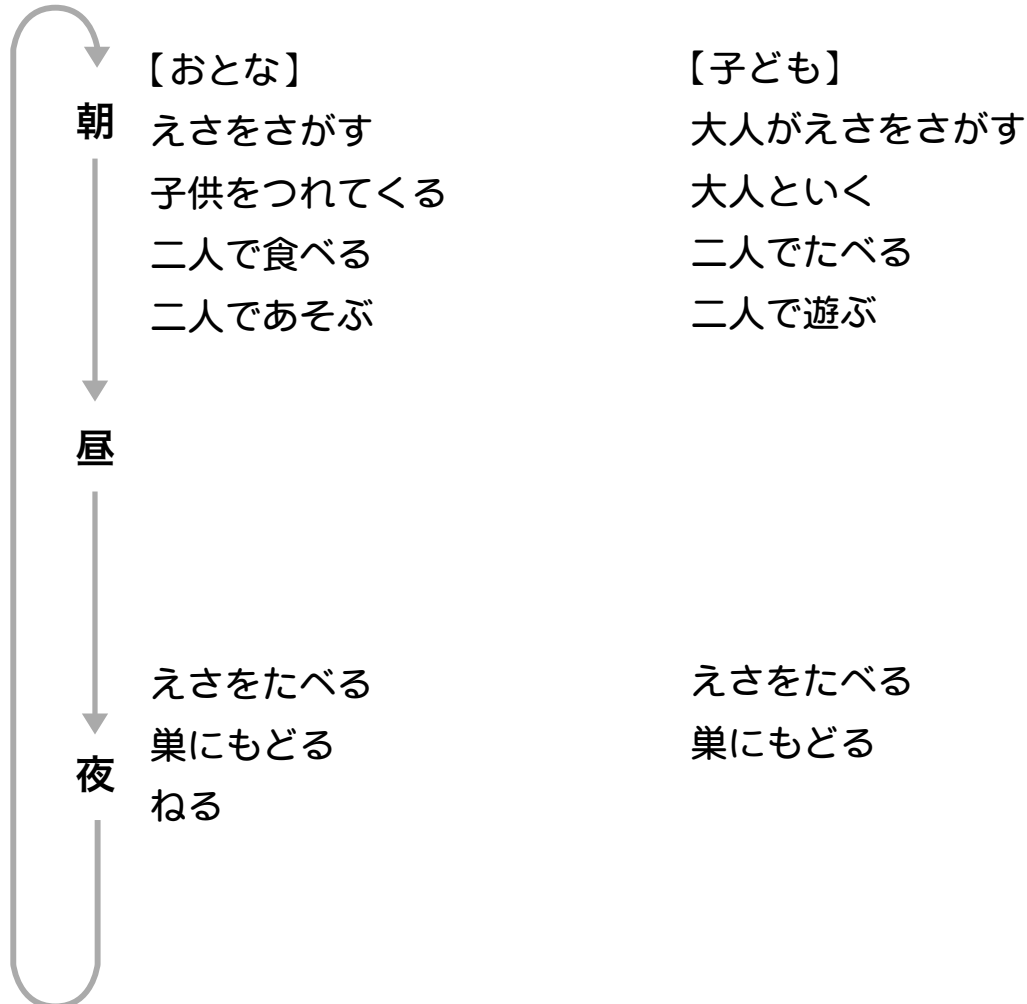 朝
【おとな】
えさをさがす
子供をつれてくる
二人で食べる
二人であそぶ
【子ども】
大人がえさをさがす
大人といく
二人でたべる
二人で遊ぶ
昼
夜
えさをたべる
巣にもどる
ねる
えさをたべる
巣にもどる